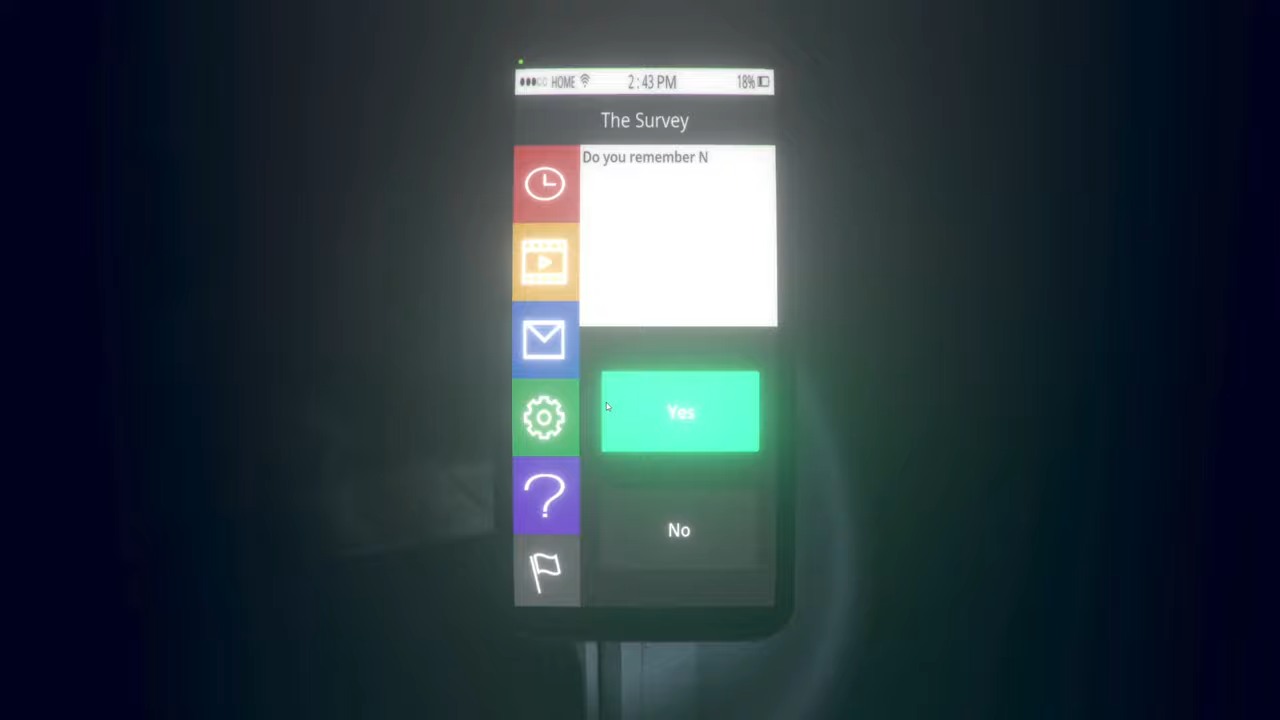 HOME 2:43 PM 18%
The Survey
Do you remember N
Yes
No